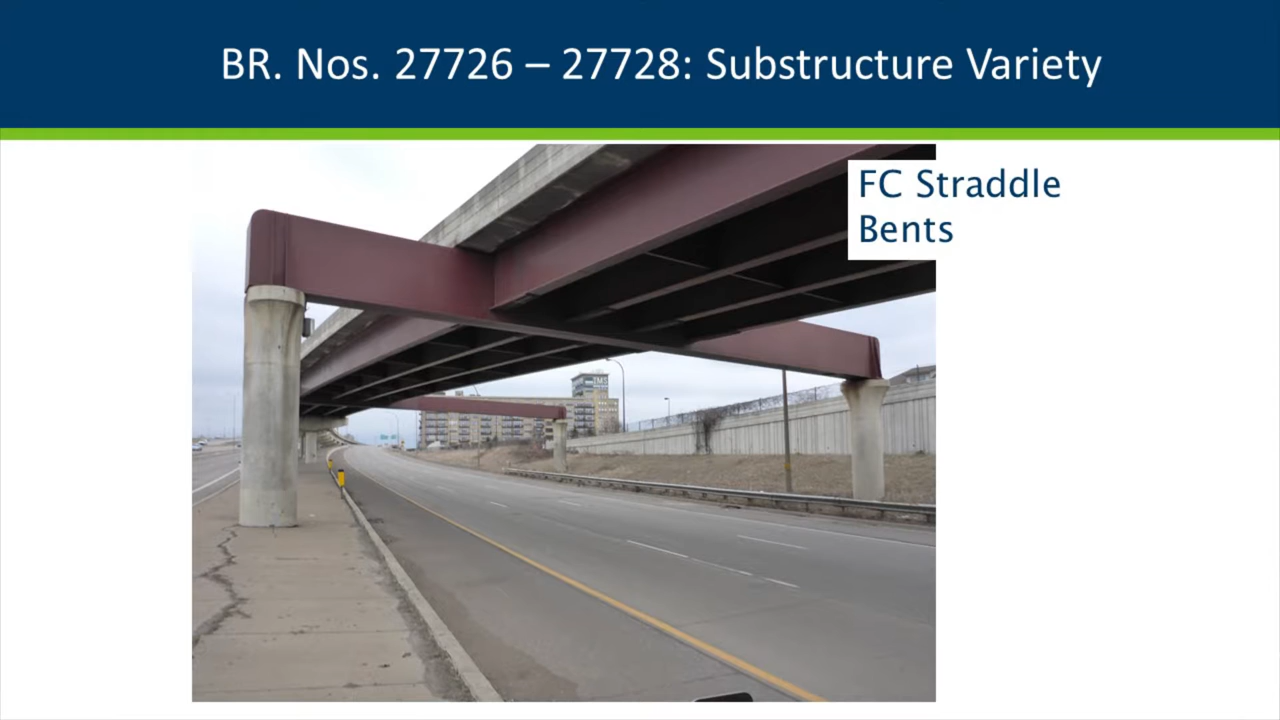 BR. Nos. 27726 – 27728: Substructure Variety
FC Straddle
Bents